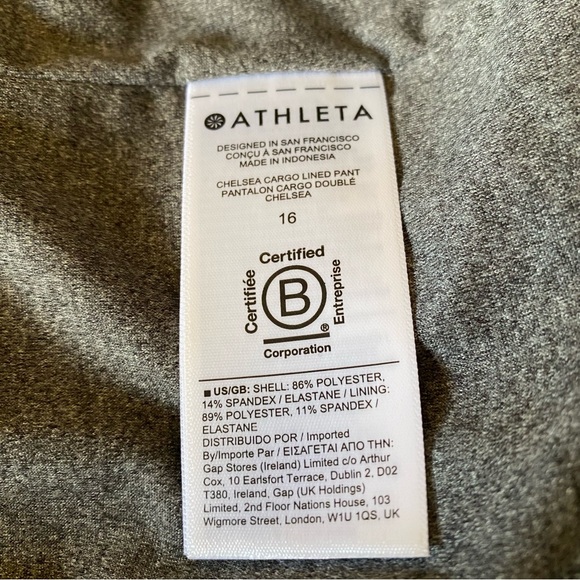 ATHLETA
DESIGNED IN SAN FRANCISCO
CONÇU À SAN FRANCISCO
MADE IN INDONESIA
CHELSEA CARGO LINED PANT
PANTALON CARGO DOUBLÉ
CHELSEA
16
Certified
Certifiée
B
Entreprise
®
Corporation
US/GB: SHELL: 86% POLYESTER,
14% SPANDEX / ELASTANE / LINING:
89% POLYESTER, 11% SPANDEX /
ELASTANE
DISTRIBUIDO POR / Imported
By/Importe Par / ΕΙΣΑΓΕΤΑΙ ΑΠΟ ΤΗΝ:
Gap Stores (Ireland) Limited c/o Arthur
Cox, 10 Earlsfort Terrace, Dublin 2, D02
T380, Ireland, Gap (UK Holdings)
Limited, 2nd Floor Nations House, 103
Wigmore Street, London, W1U 1QS, UK